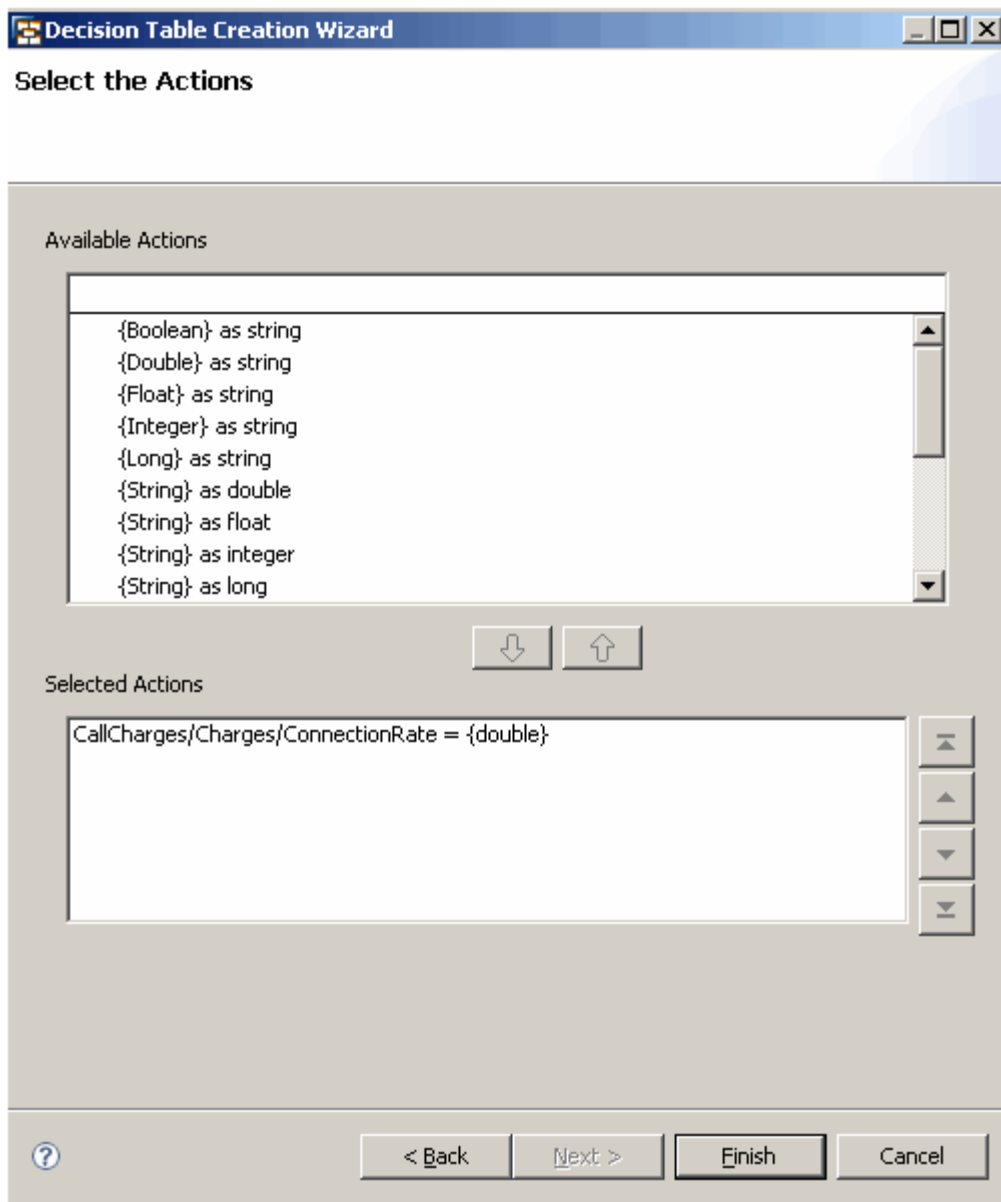 Decision Table Creation Wizard
Select the Actions
Available Actions
{Boolean} as string
{Double} as string
{Float} as string
{Integer} as string
{Long} as string
{String} as double
{String} as float
{String} as integer
{String} as long
Selected Actions
CallCharges/Charges/ConnectionRate = {double}
? < Back Next > Finish Cancel